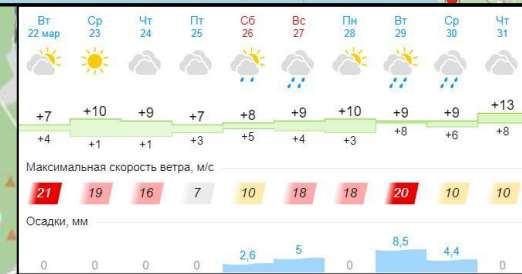 Вт Ср Чт Пт Сб Вс Пн Вт Ср Чт
22 мар 23 24 25 26 27 28 29 30 31
+7 +10 +9 +7 +8 +9 +10 +9 +9 +13
+4 +1 +1 +3 +5 +4 +3 +8 +6 +8
Максимальная скорость ветра, м/с
21 19 16 7 10 18 18 20 10 10
Осадки, мм
0 0 0 0 2,6 5 0 8,5 4,4 0